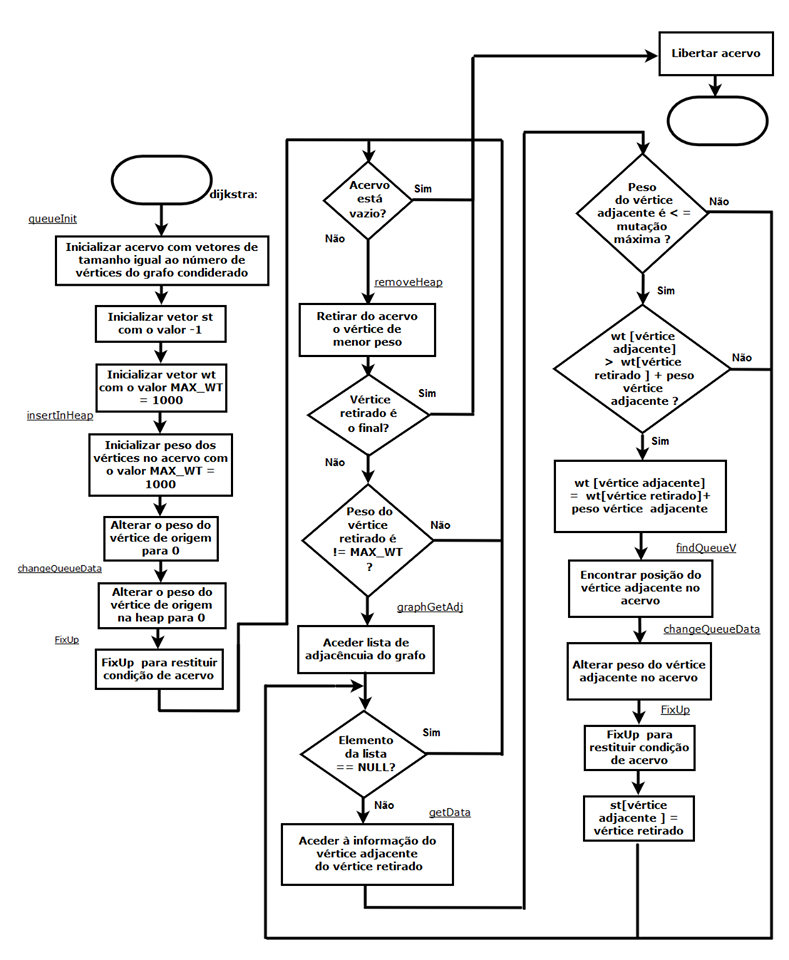 dijkstra:
queueInit
Inicializar acervo com vetores de
tamanho igual ao número de
vértices do grafo condiderado
Inicializar vetor st
com o valor -1
Inicializar vetor wt
com o valor MAX_WT
= 1000
insertInHeap
Inicializar peso dos
vértices no acervo com
o valor MAX_WT =
1000
Alterar o peso do
vértice de origem
para 0
changeQueueData
Alterar o peso do
vértice de origem
na heap para 0
FixUp
FixUp para restituir
condição de acervo
Acervo
está
vazio?
Sim
Não
removeHeap
Retirar do acervo
o vértice de
menor peso
Vértice
retirado é
o final?
Sim
Não
Peso do
vértice
retirado é
!= MAX_WT
?
Não
graphGetAdj
Aceder lista de
adjacêncuia do grafo
Elemento
da lista
== NULL?
Sim
Não
getData
Aceder à informação do
vértice adjacente
do vértice retirado
Libertar acervo
Peso
do vértice
adjacente é < =
mutação
máxima ?
Não
Sim
wt [vértice
adjacente]
> wt[vértice
retirado ] + peso
vértice
adjacente ?
Não
Sim
wt [vértice adjacente]
= wt[vértice retirado]+
peso vértice adjacente
findQueueV
Encontrar posição do
vértice adjacente no
acervo
changeQueueData
Alterar peso do vértice
adjacente no acervo
FixUp
FixUp para
restituir condição
de acervo
st[vértice
adjacente ] =
vértice retirado